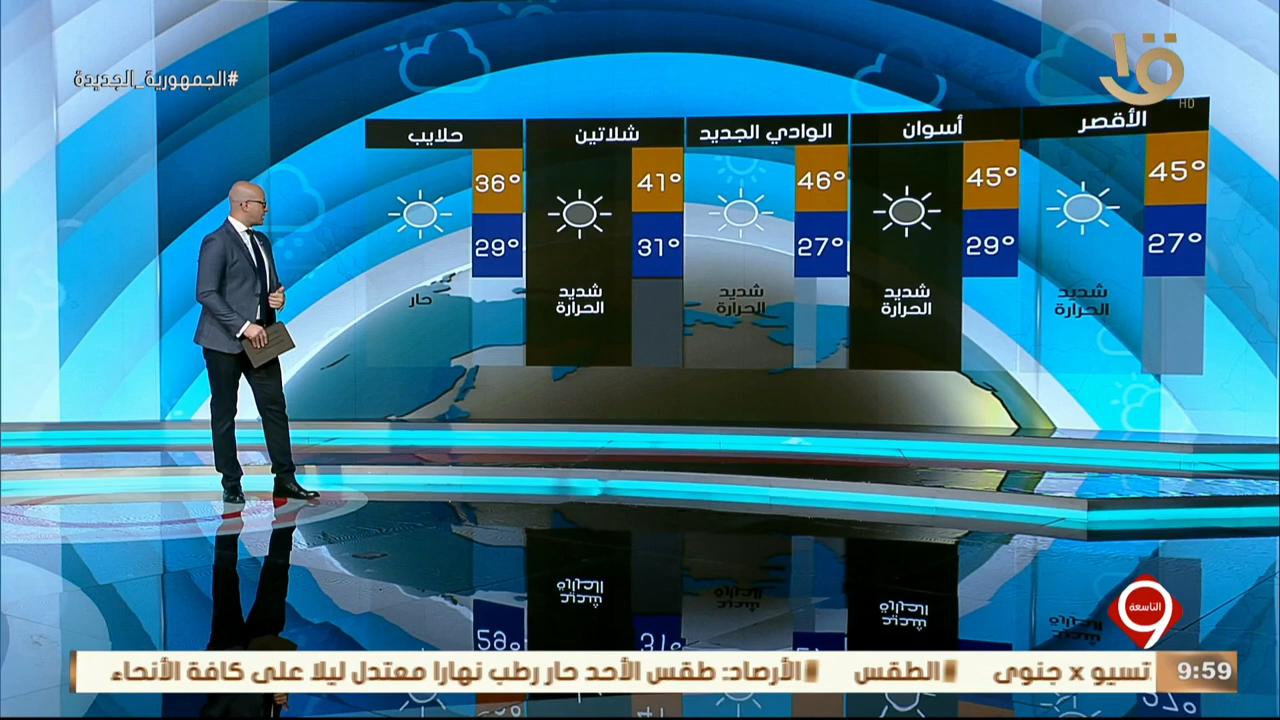 #الجمهورية_الجديدة
HD
الأقصر
45°
27°
شديد
الحرارة
أسوان
45°
29°
شديد
الحرارة
الوادي الجديد
46°
27°
شديد
الحرارة
شلاتين
41°
31°
شديد
الحرارة
حلايب
36°
29°
حار
التاسعة
9
9:59
تسيو x جنوى
الطقس
الأرصاد: طقس الأحد حار رطب نهارا معتدل ليلا على كافة الأنحاء